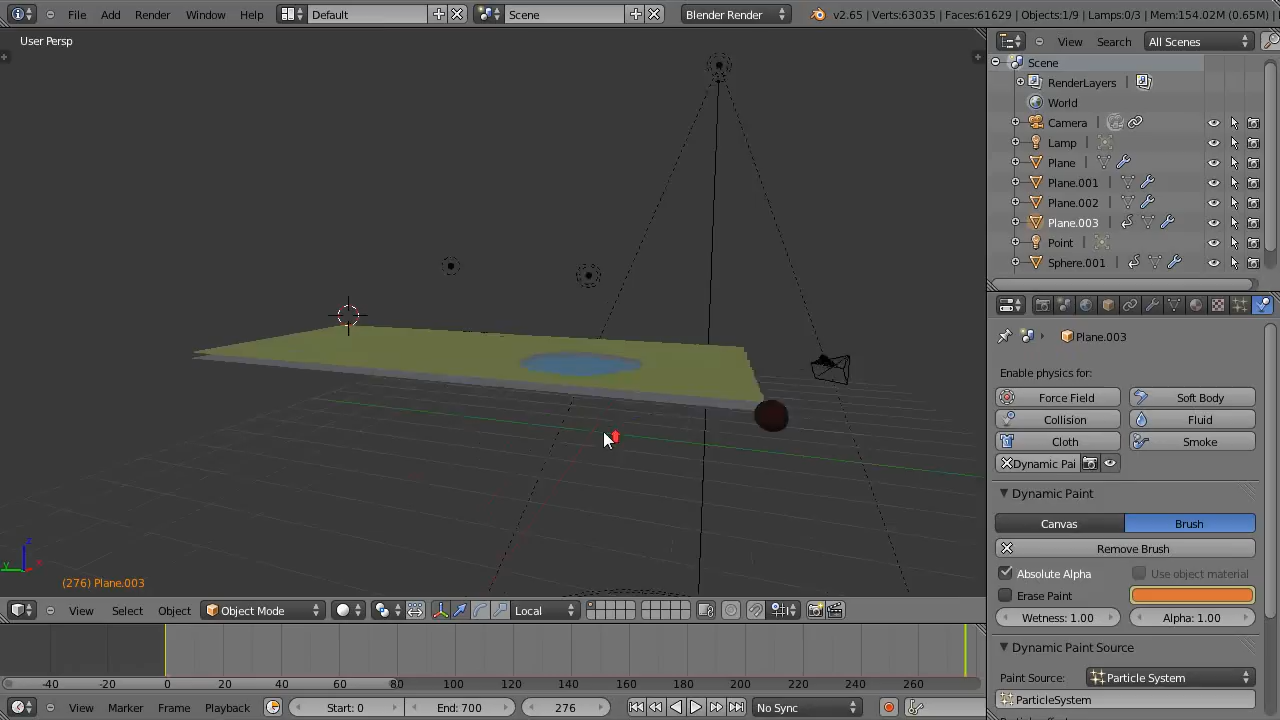 File Add Render Window Help Default Scene Blender Render v2.65 | Verts:63035 | Faces:61629 | Objects:1/9 | Lamps:0/3 | Mem:154.02M (0.65M) |
User Persp
View Search All Scenes
Scene
RenderLayers
World
Camera
Lamp
Plane
Plane.001
Plane.002
Plane.003
Point
Sphere.001
Plane.003
Enable physics for:
Force Field Soft Body
Collision Fluid
Cloth Smoke
Dynamic Pai
Dynamic Paint
Canvas Brush
Remove Brush
Absolute Alpha Use object material
Erase Paint
Wetness: 1.00 Alpha: 1.00
Dynamic Paint Source
Paint Source: Particle System
ParticleSystem
z
y x
(276) Plane.003
View Select Object Object Mode Local
-40 -20 0 20 40 60 80 100 120 140 160 180 200 220 240 260
View Marker Frame Playback Start: 0 End: 700 276 No Sync